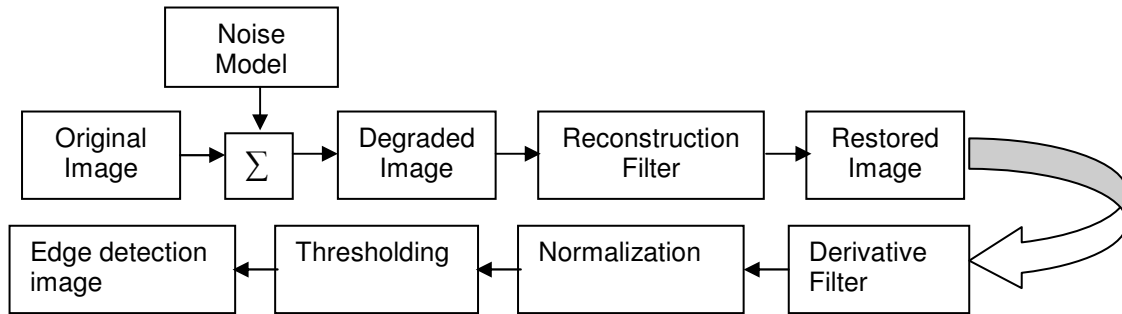 Noise
Model
Original
Image
∑
Degraded
Image
Reconstruction
Filter
Restored
Image
Derivative
Filter
Normalization
Thresholding
Edge detection
image